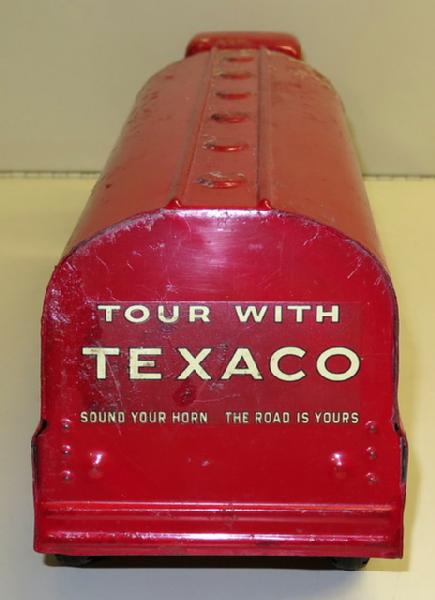 TOUR WITH
TEXACO
SOUND YOUR HORN THE ROAD IS YOURS